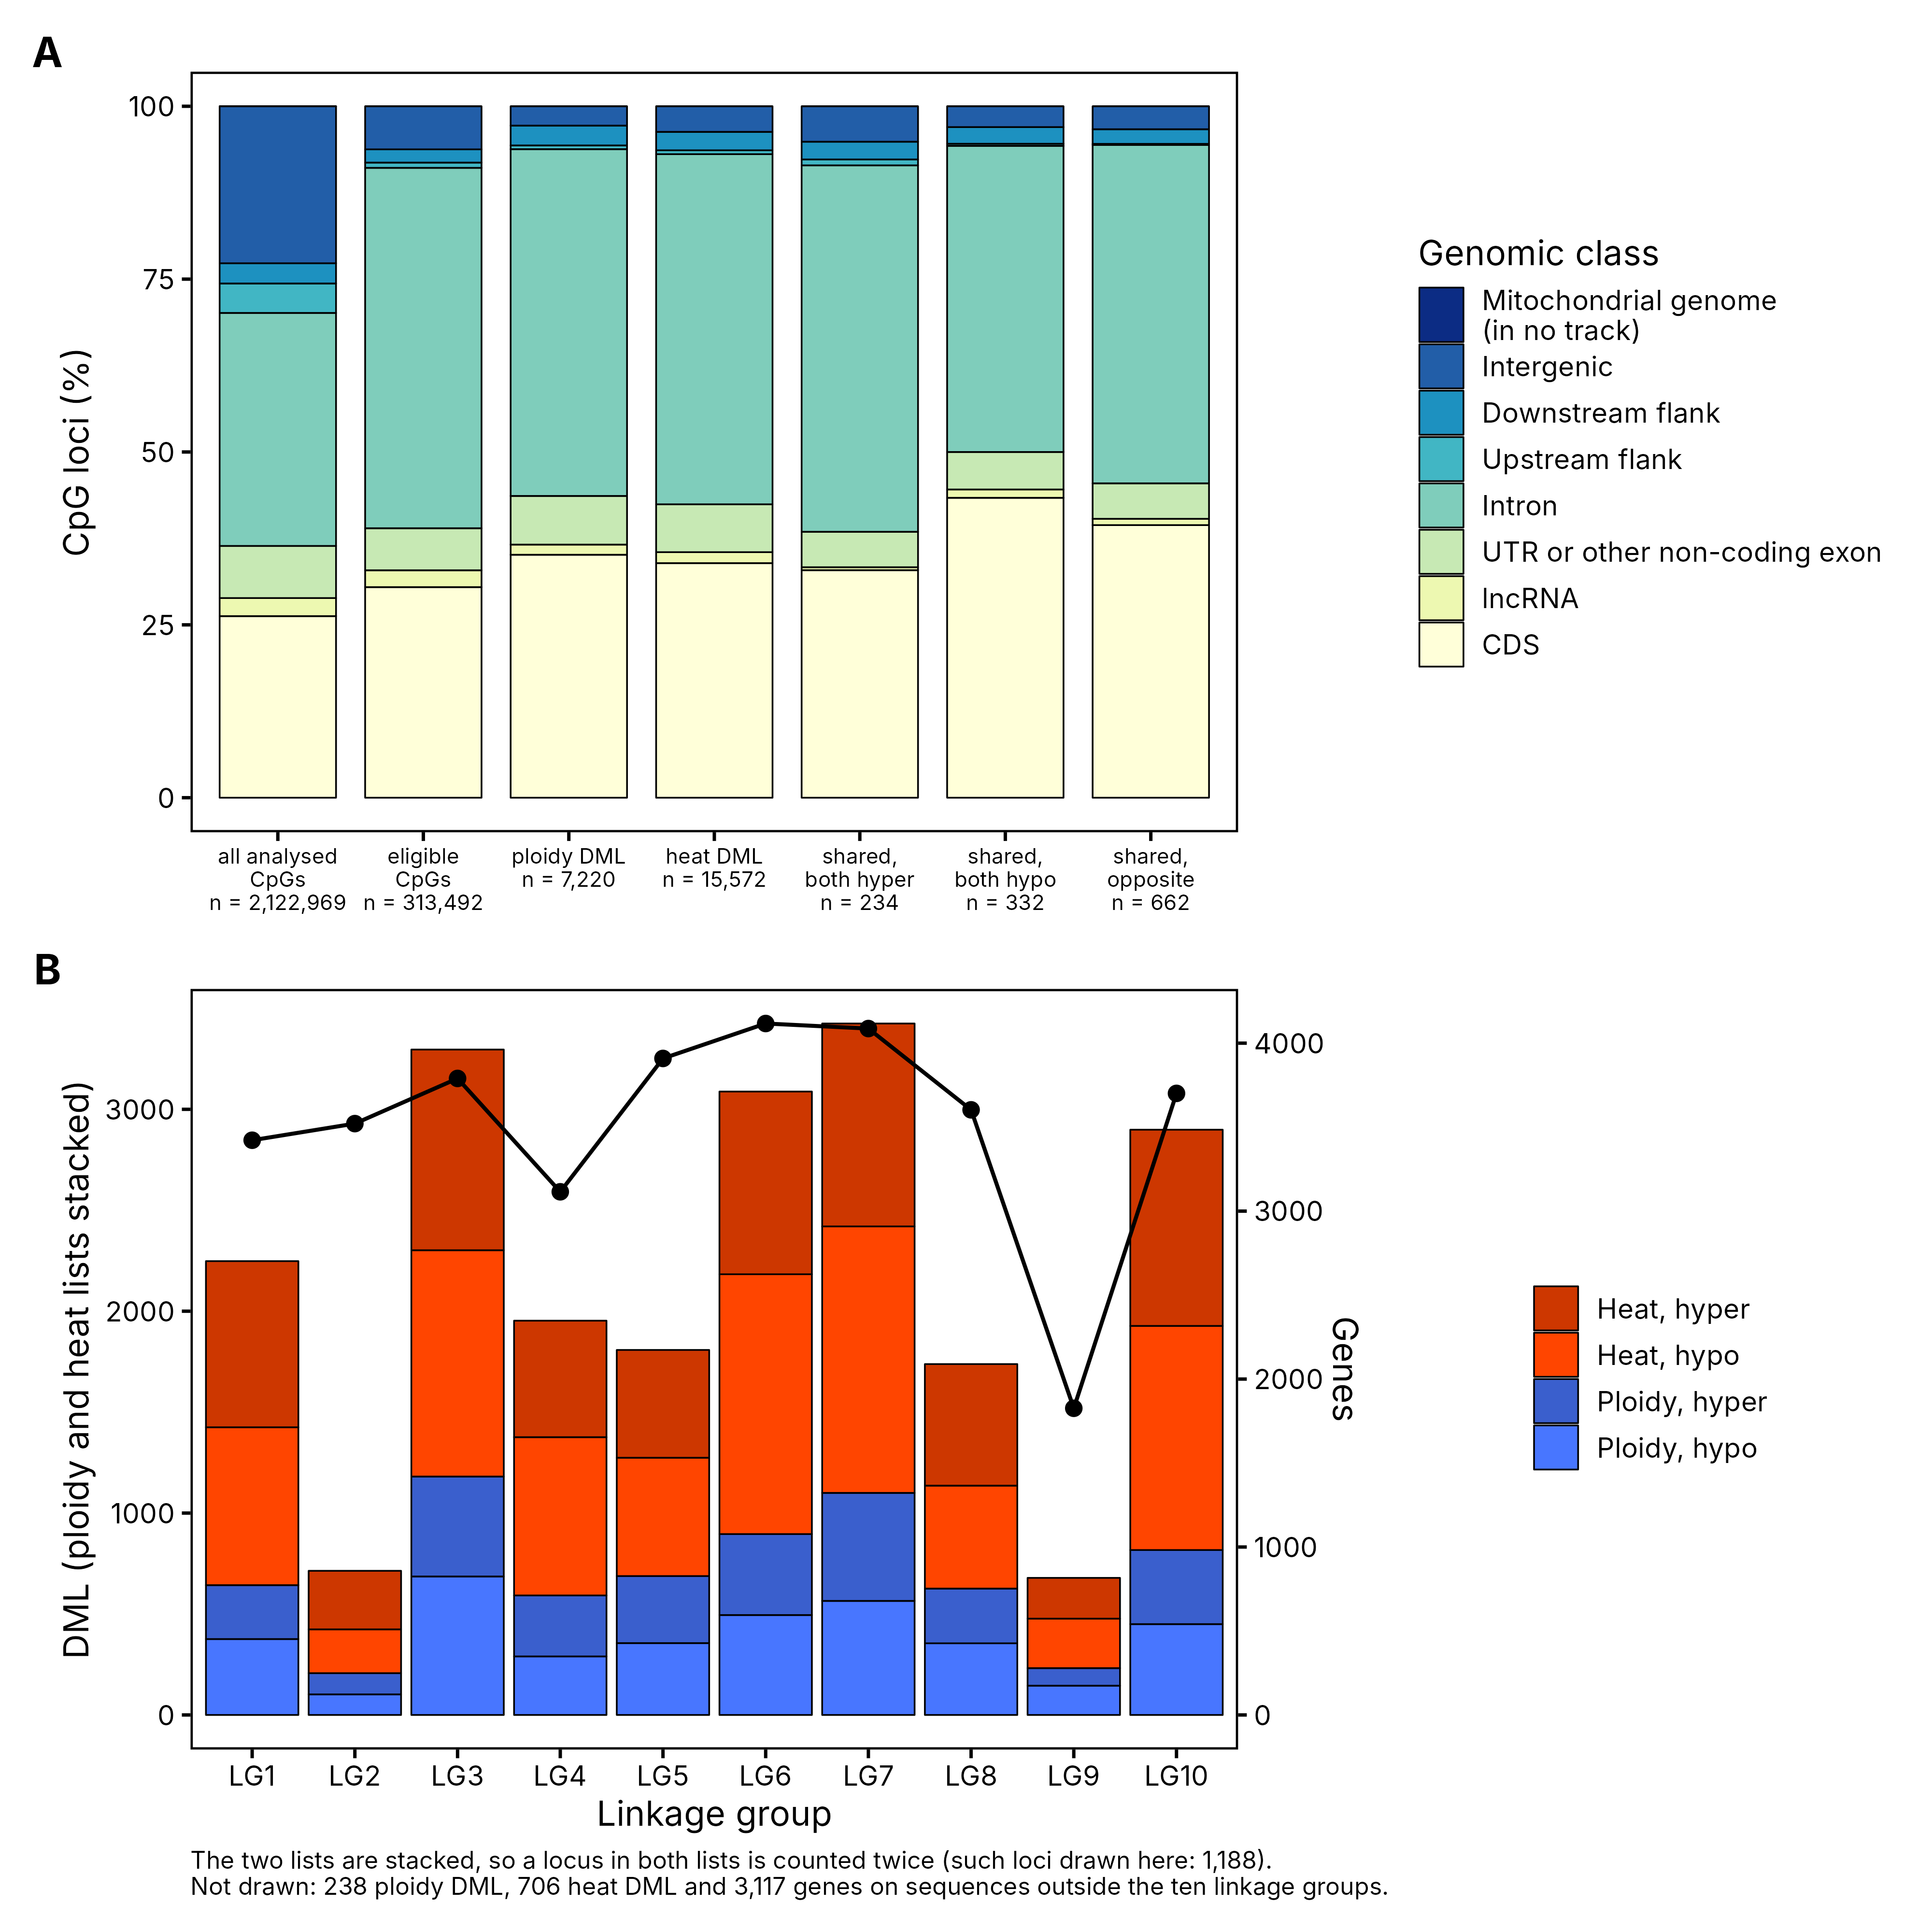 A
CpG loci (%)
100
75
50
25
0
all analysed
CpGs
n = 2,122,969
eligible
CpGs
n = 313,492
ploidy DML
n = 7,220
heat DML
n = 15,572
shared,
both hyper
n = 234
shared,
both hypo
n = 332
shared,
opposite
n = 662
Genomic class
Mitochondrial genome
(in no track)
Intergenic
Downstream flank
Upstream flank
Intron
UTR or other non-coding exon
lncRNA
CDS
B
DML (ploidy and heat lists stacked)
3000
2000
1000
0
4000
3000
2000
1000
0
Genes
LG1
LG2
LG3
LG4
LG5
LG6
LG7
LG8
LG9
LG10
Linkage group
Heat, hyper
Heat, hypo
Ploidy, hyper
Ploidy, hypo
The two lists are stacked, so a locus in both lists is counted twice (such loci drawn here: 1,188).
Not drawn: 238 ploidy DML, 706 heat DML and 3,117 genes on sequences outside the ten linkage groups.